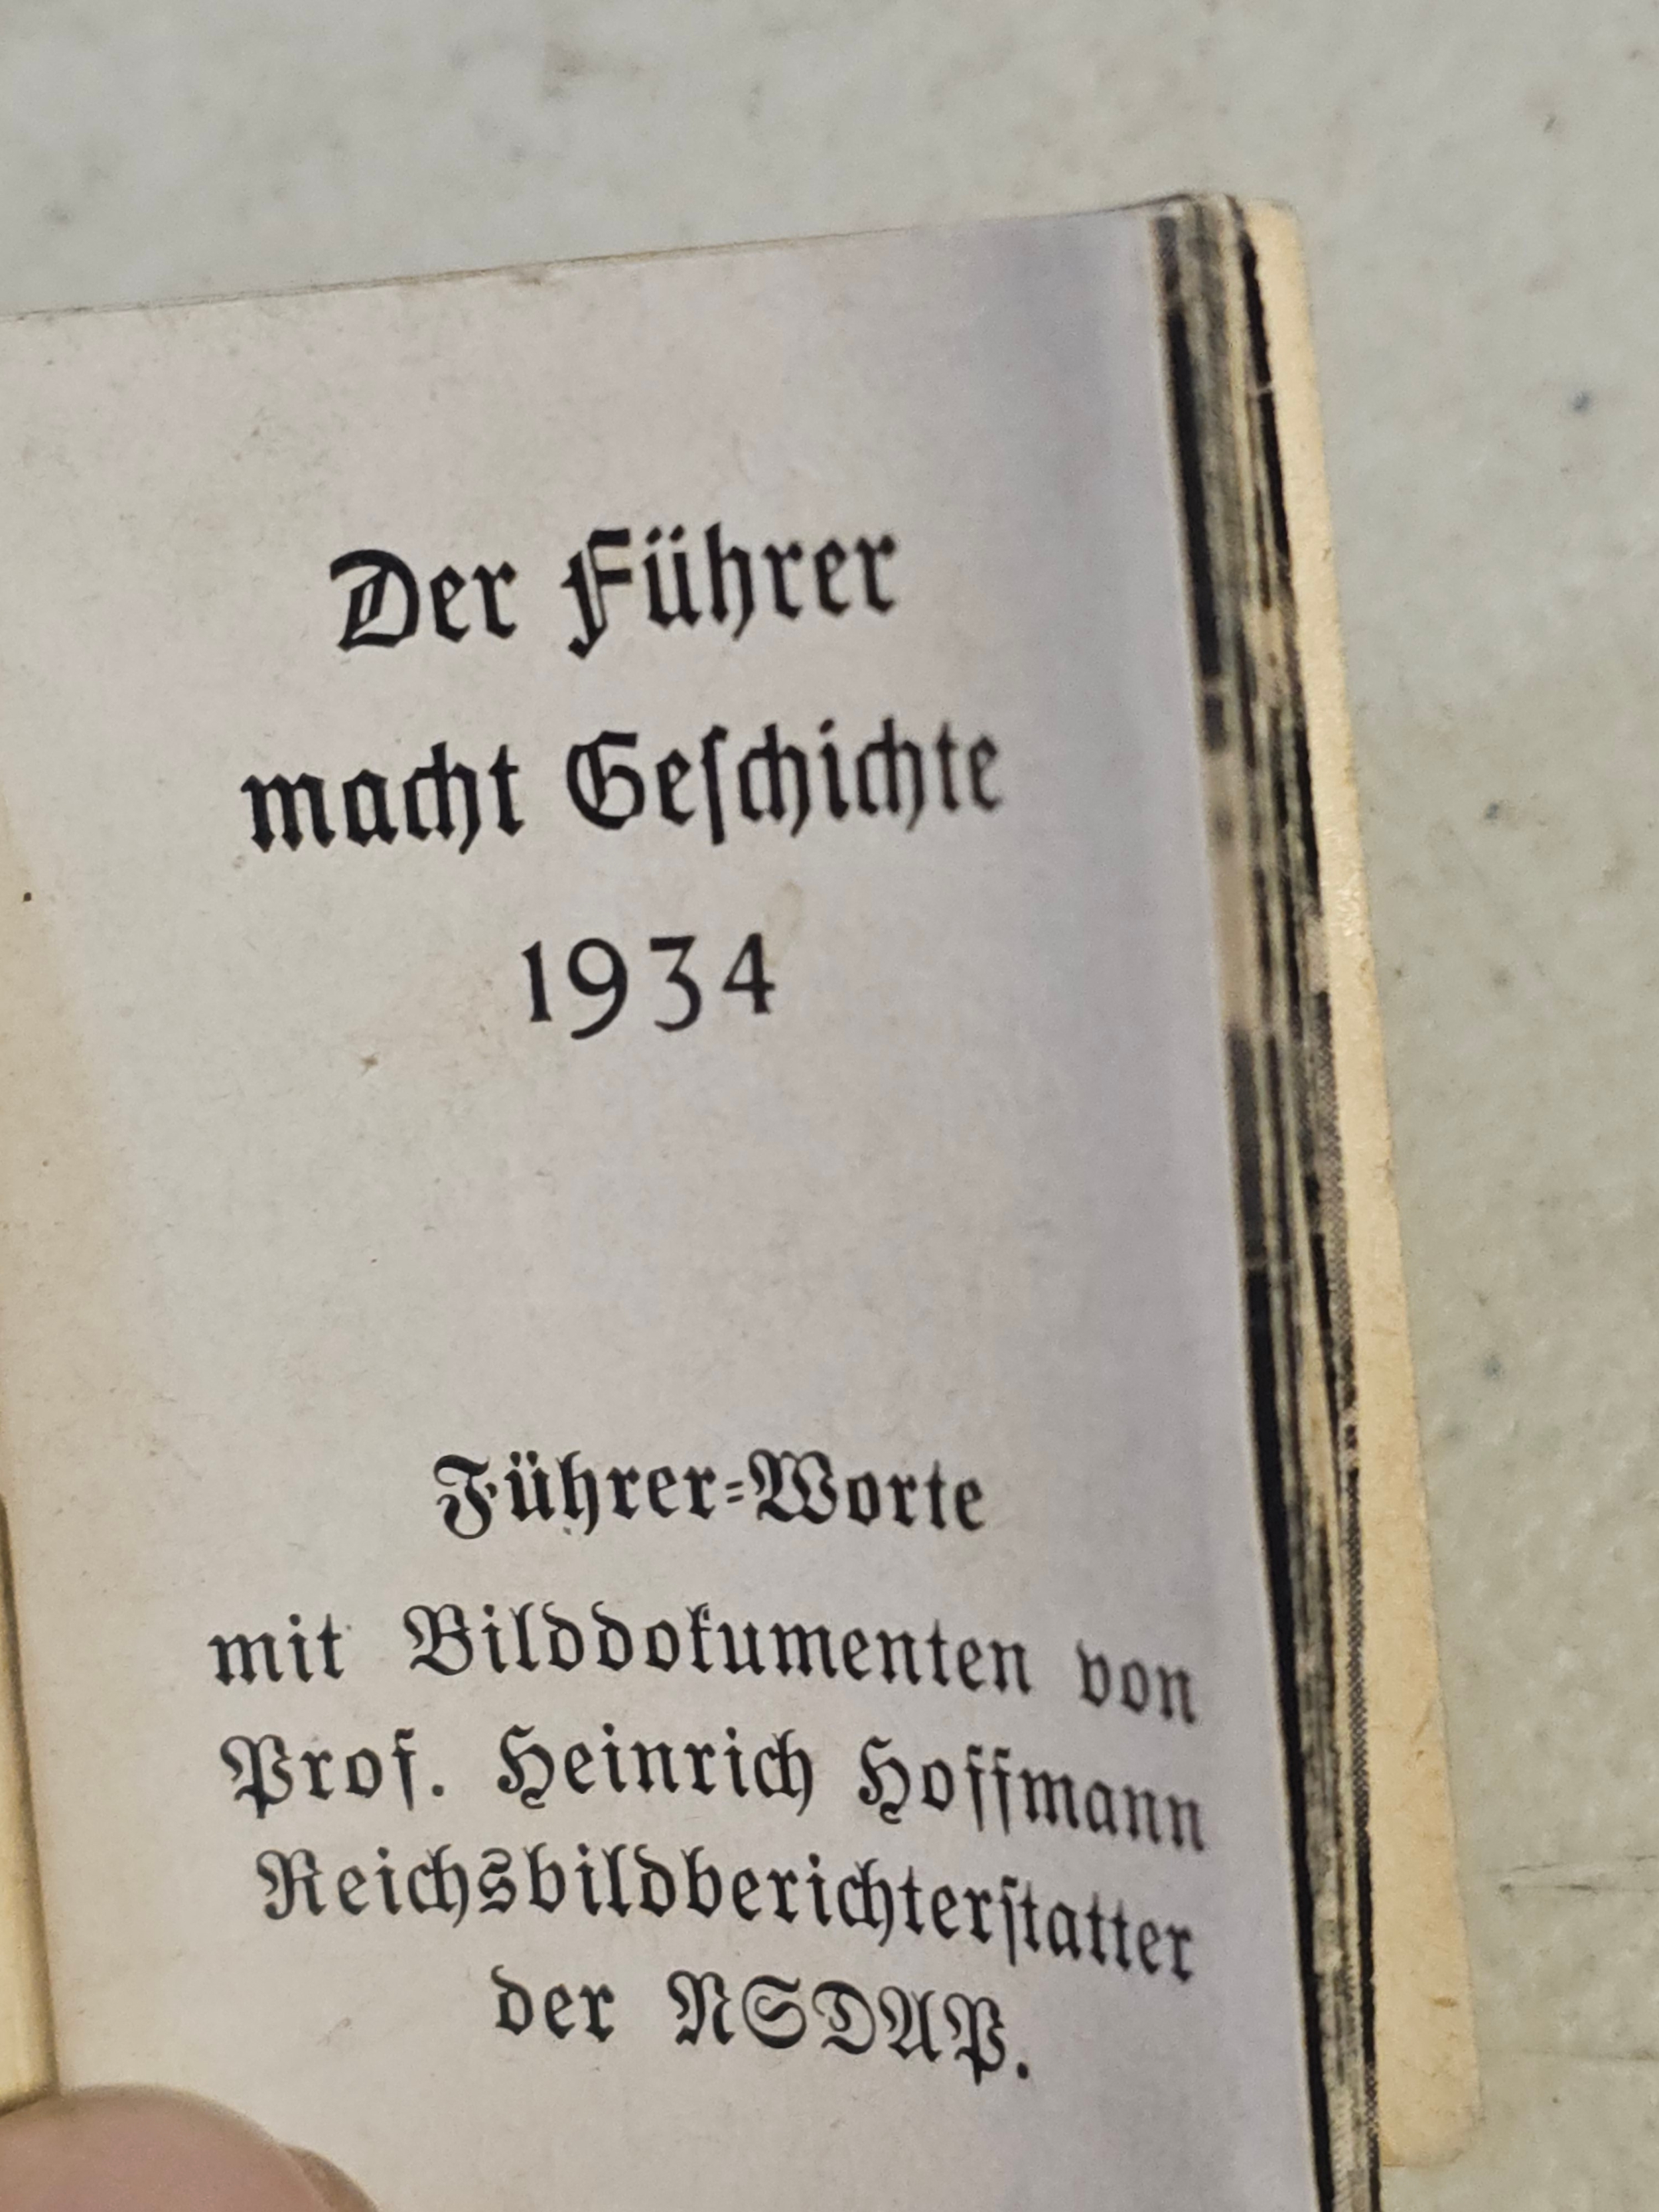 Der Führer
macht Geſchichte
1934
Führer=Worte
mit Bilddokumenten von
Prof. Heinrich Hoffmann
Reichsbildberichterſtatter
der NSDAP.